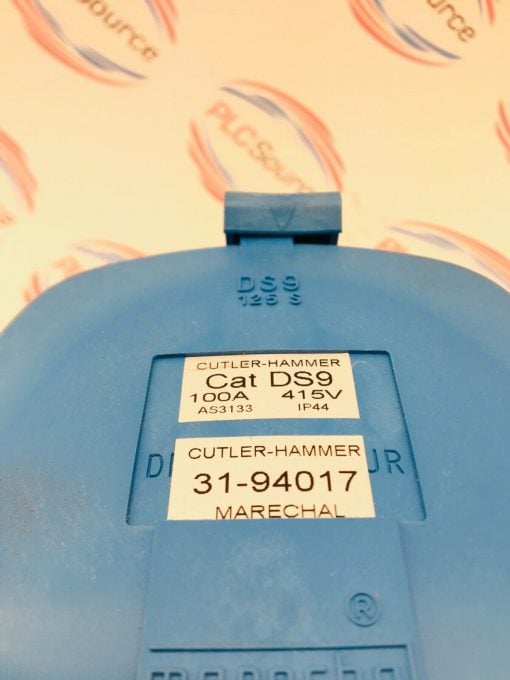 PLCSource
DS9
125 S
CUTLER-HAMMER
Cat DS9
100A 415V
AS3133 IP44
CUTLER-HAMMER
31-94017
MARECHAL
®